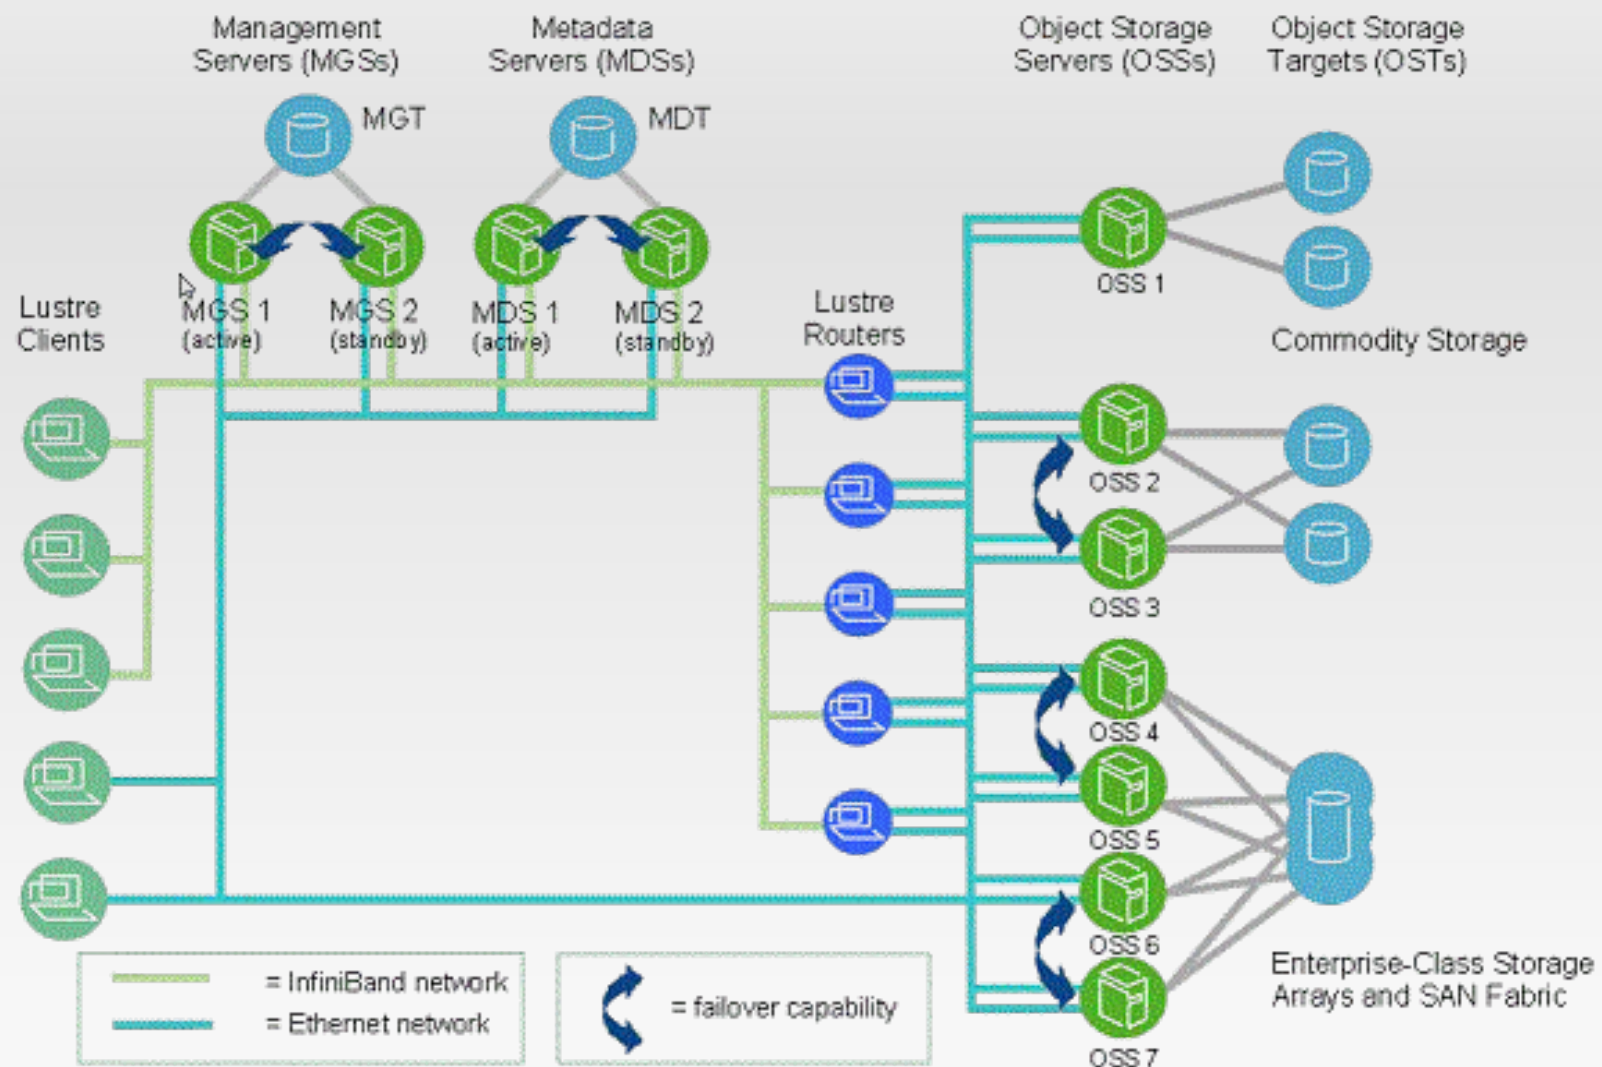 Management
Servers (MGSs)
Metadata
Servers (MDSs)
Object Storage
Servers (OSSs)
Object Storage
Targets (OSTs)
MGT
MDT
MGS 1
(active)
MGS 2
(standby)
MDS 1
(active)
MDS 2
(standby)
Lustre
Clients
Lustre
Routers
OSS 1
Commodity Storage
OSS 2
OSS 3
OSS 4
OSS 5
OSS 6
OSS 7
Enterprise-Class Storage
Arrays and SAN Fabric
= InfiniBand network
= Ethernet network
= failover capability